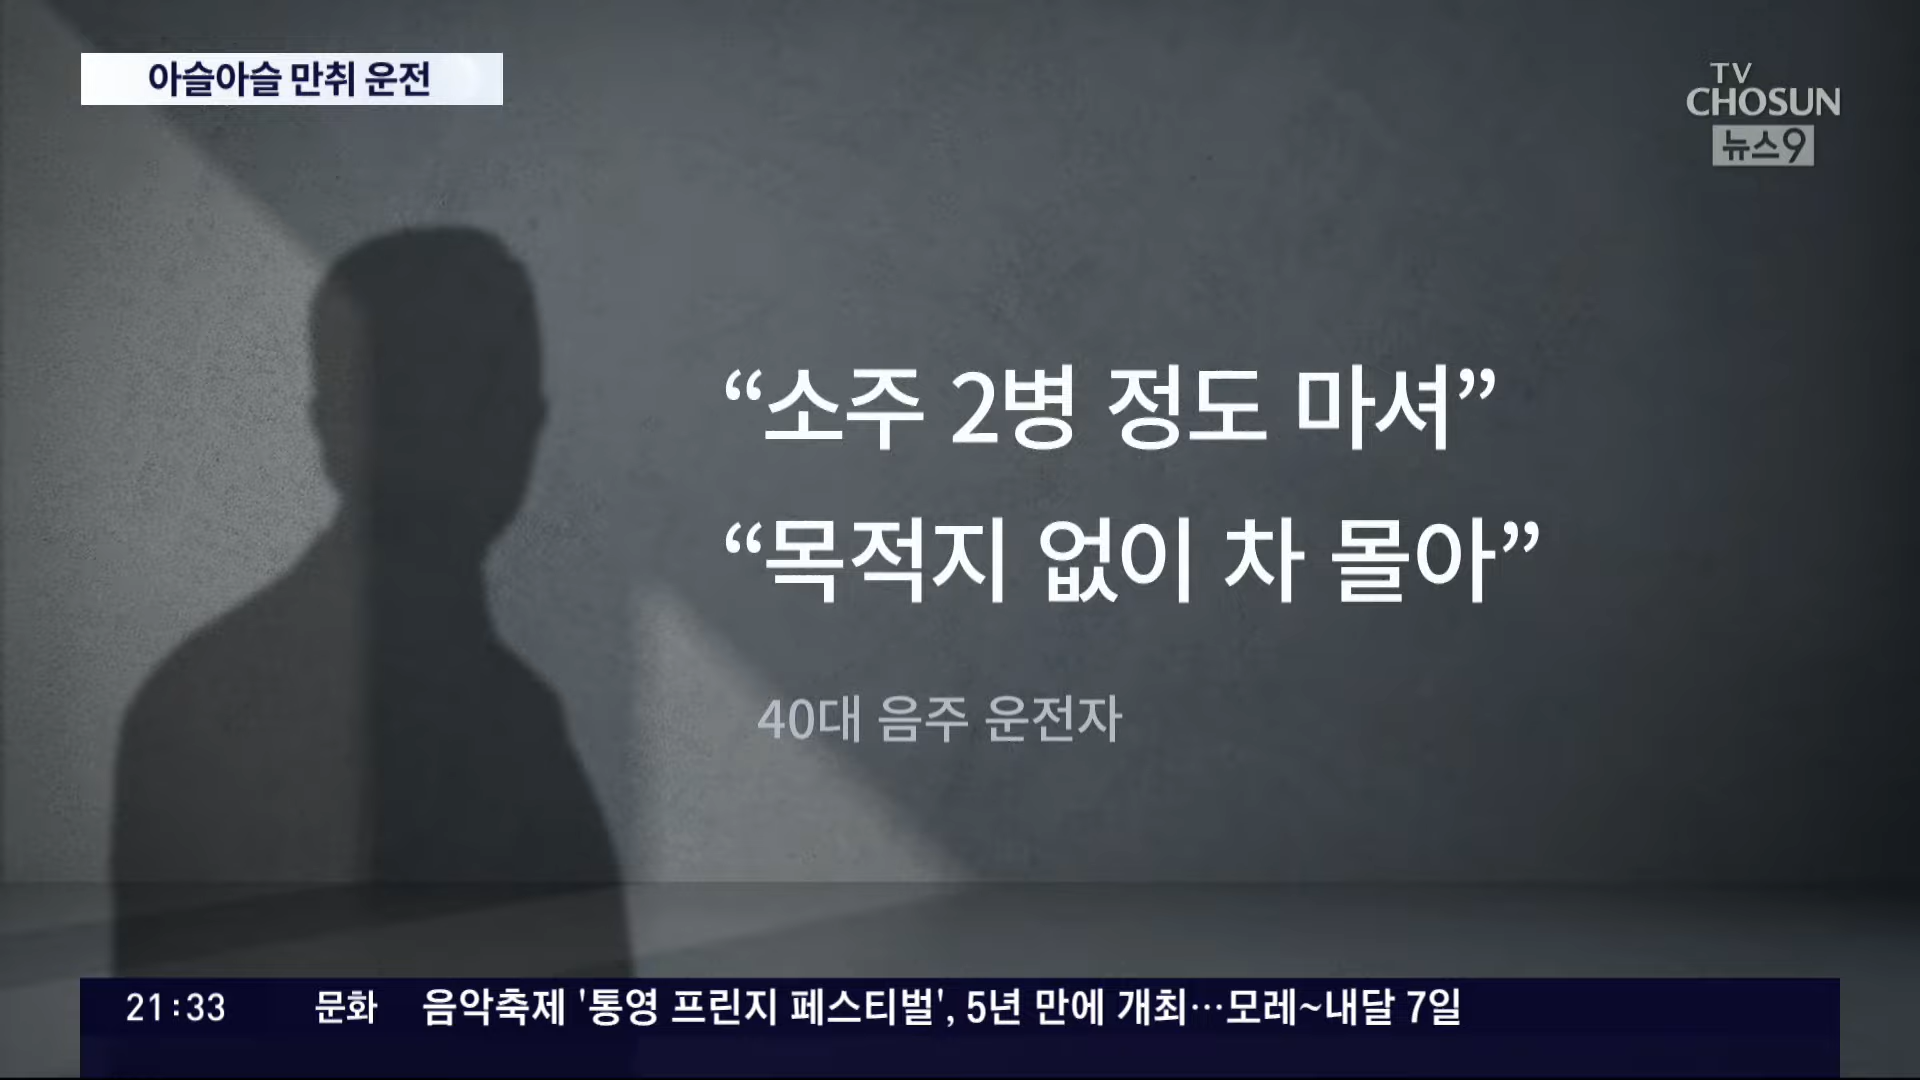 아슬아슬 만취 운전
TV
CHOSUN
뉴스9
“소주 2병 정도 마셔”
“목적지 없이 차 몰아”
40대 음주 운전자
21:33 문화 음악축제 '통영 프린지 페스티벌', 5년 만에 개최…모레~내달 7일